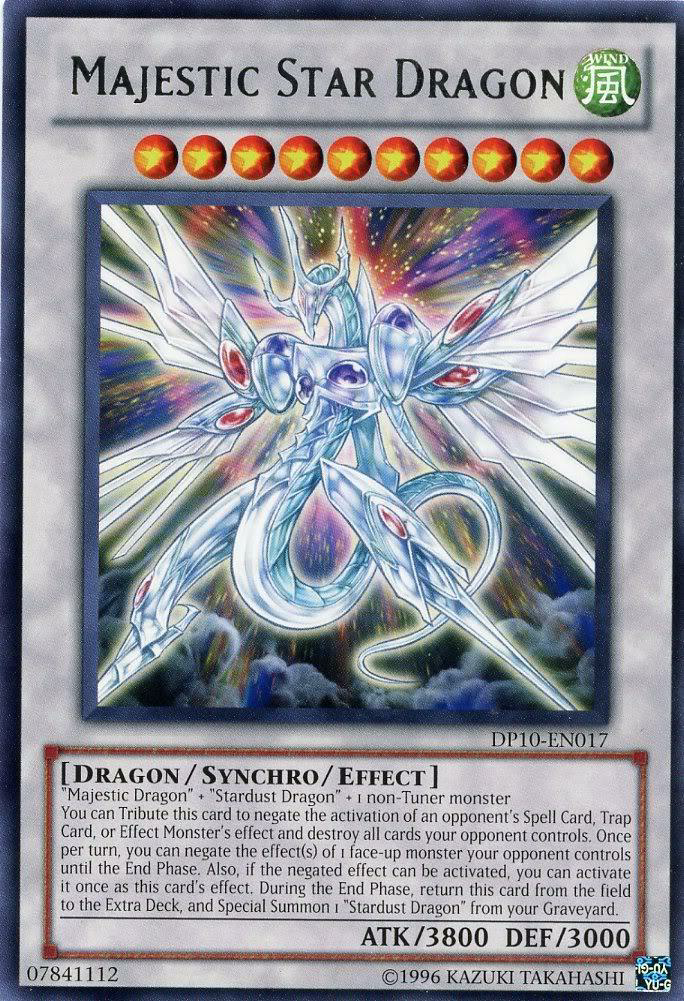 MAJESTIC STAR DRAGON
WIND
風
DP10-EN017
[DRAGON/SYNCHRO/EFFECT]
"Majestic Dragon" + "Stardust Dragon" + 1 non-Tuner monster
You can Tribute this card to negate the activation of an opponent's Spell Card, Trap
Card, or Effect Monster's effect and destroy all cards your opponent controls. Once
per turn, you can negate the effect(s) of 1 face-up monster your opponent controls
until the End Phase. Also, if the negated effect can be activated, you can activate
it once as this card's effect. During the End Phase, return this card from the field
to the Extra Deck, and Special Summon 1 "Stardust Dragon" from your Graveyard.
ATK/3800 DEF/3000
07841112
©1996 KAZUKI TAKAHASHI